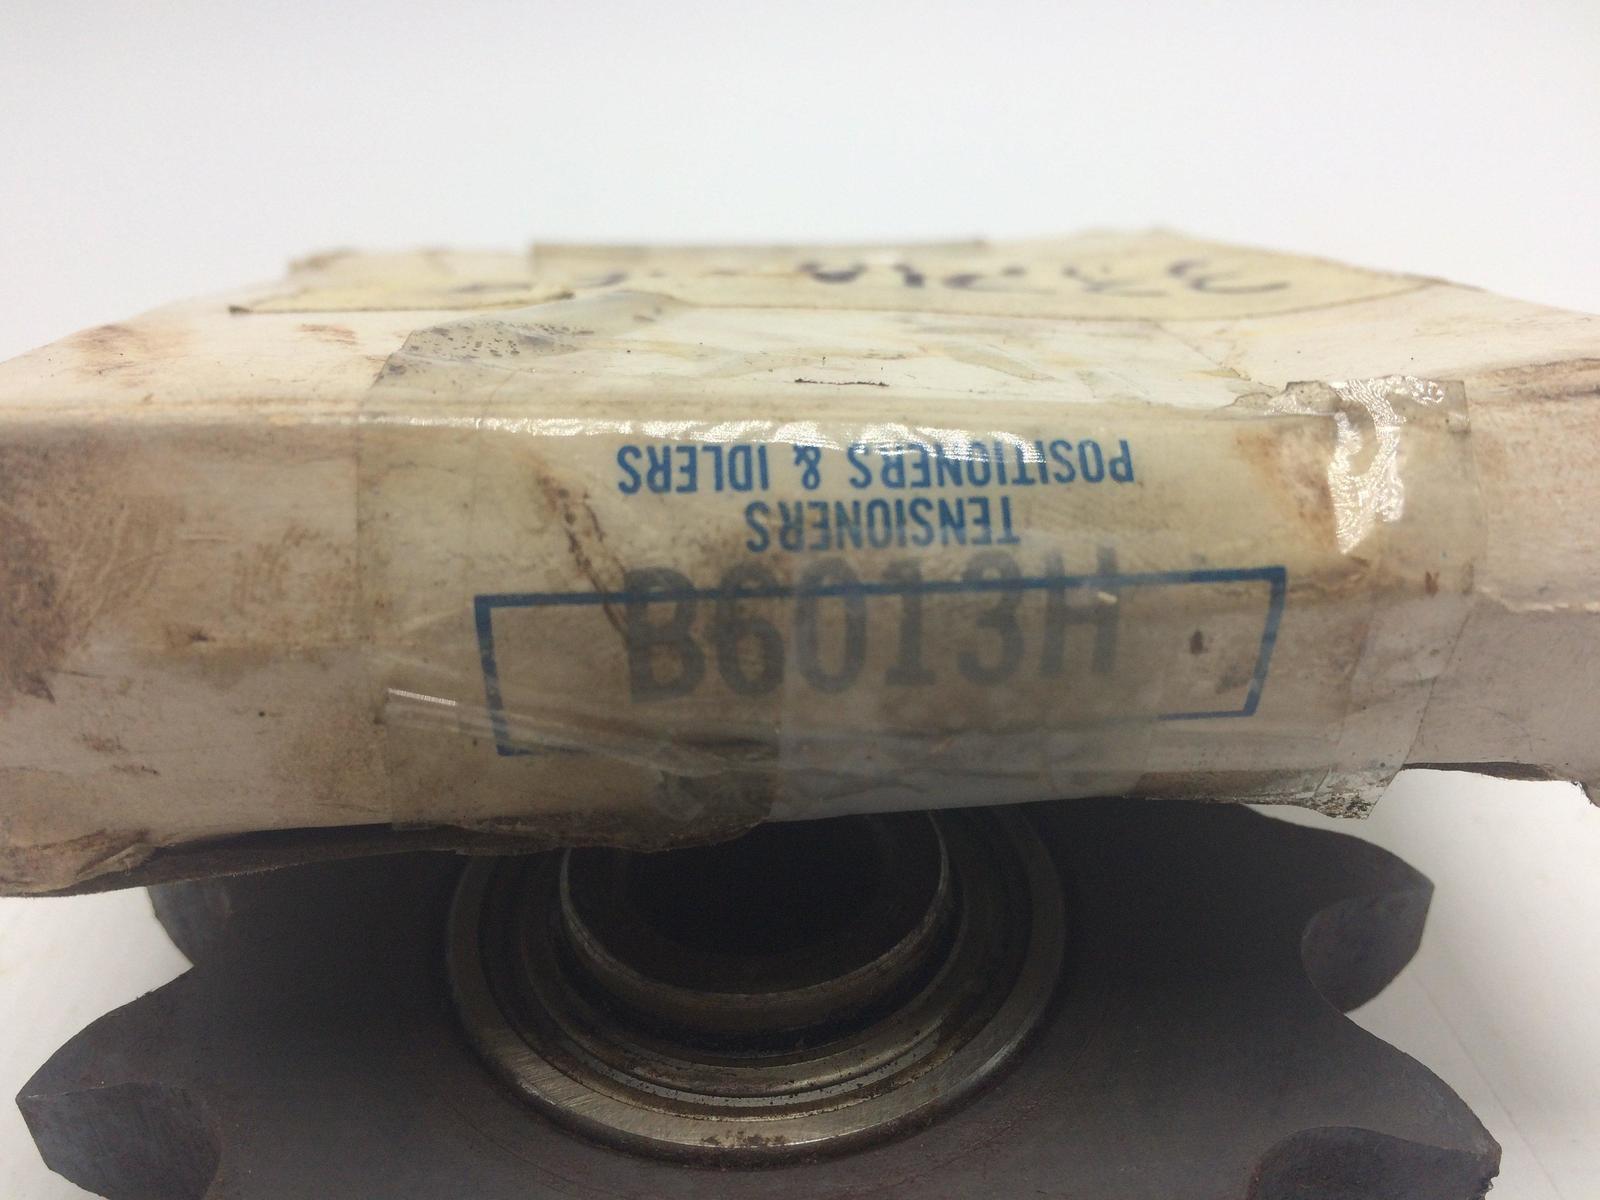 B6013H
TENSIONERS
POSITIONERS & IDLERS